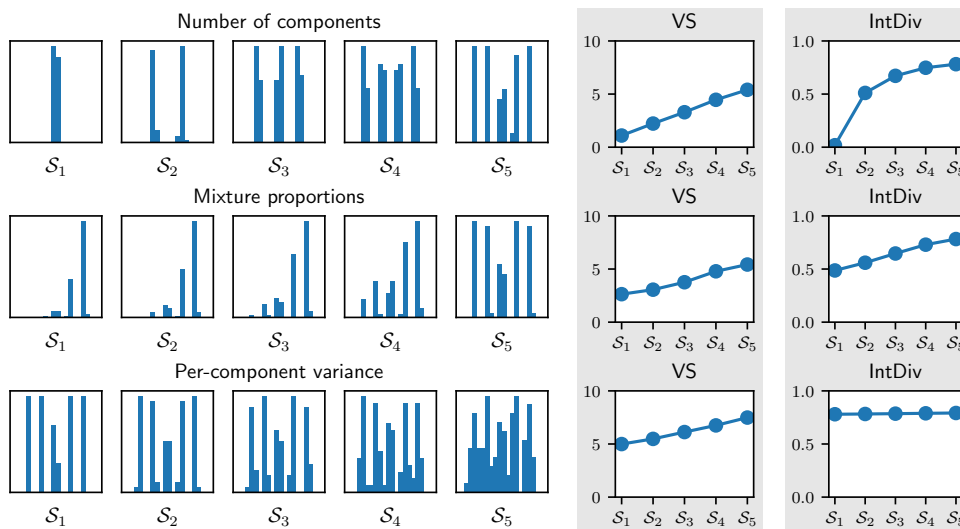 Number of components
VS
IntDiv
10
5
0
1.0
0.5
0.0
S₁ S₂ S₃ S₄ S₅
S₁ S₂ S₃ S₄ S₅
S₁ S₂ S₃ S₄ S₅
Mixture proportions
VS
IntDiv
10
5
0
1.0
0.5
0.0
S₁ S₂ S₃ S₄ S₅
S₁ S₂ S₃ S₄ S₅
S₁ S₂ S₃ S₄ S₅
Per-component variance
VS
IntDiv
10
5
0
1.0
0.5
0.0
S₁ S₂ S₃ S₄ S₅
S₁ S₂ S₃ S₄ S₅
S₁ S₂ S₃ S₄ S₅